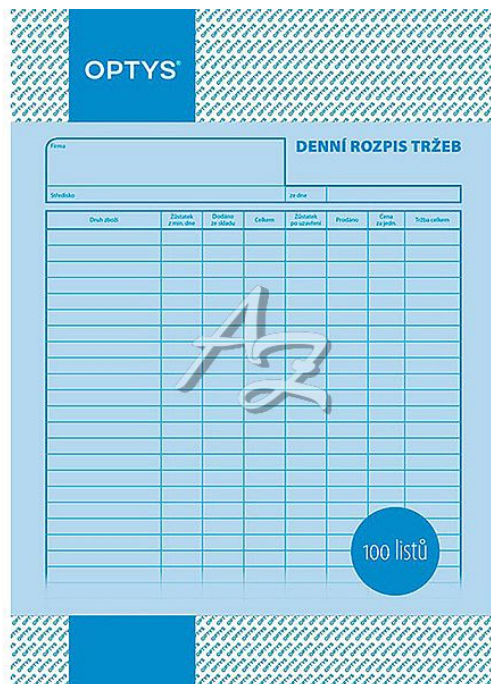 OPTYS
Firma
DENNÍ ROZPIS TRŽEB
Středisko
ze dne
Druh zboží
Zůstatek
z min. dne
Dodáno
ze skladu
Celkem
Zůstatek
po uzavření
Prodáno
Cena
za jedn.
Tržba celkem
AZ
100 listů